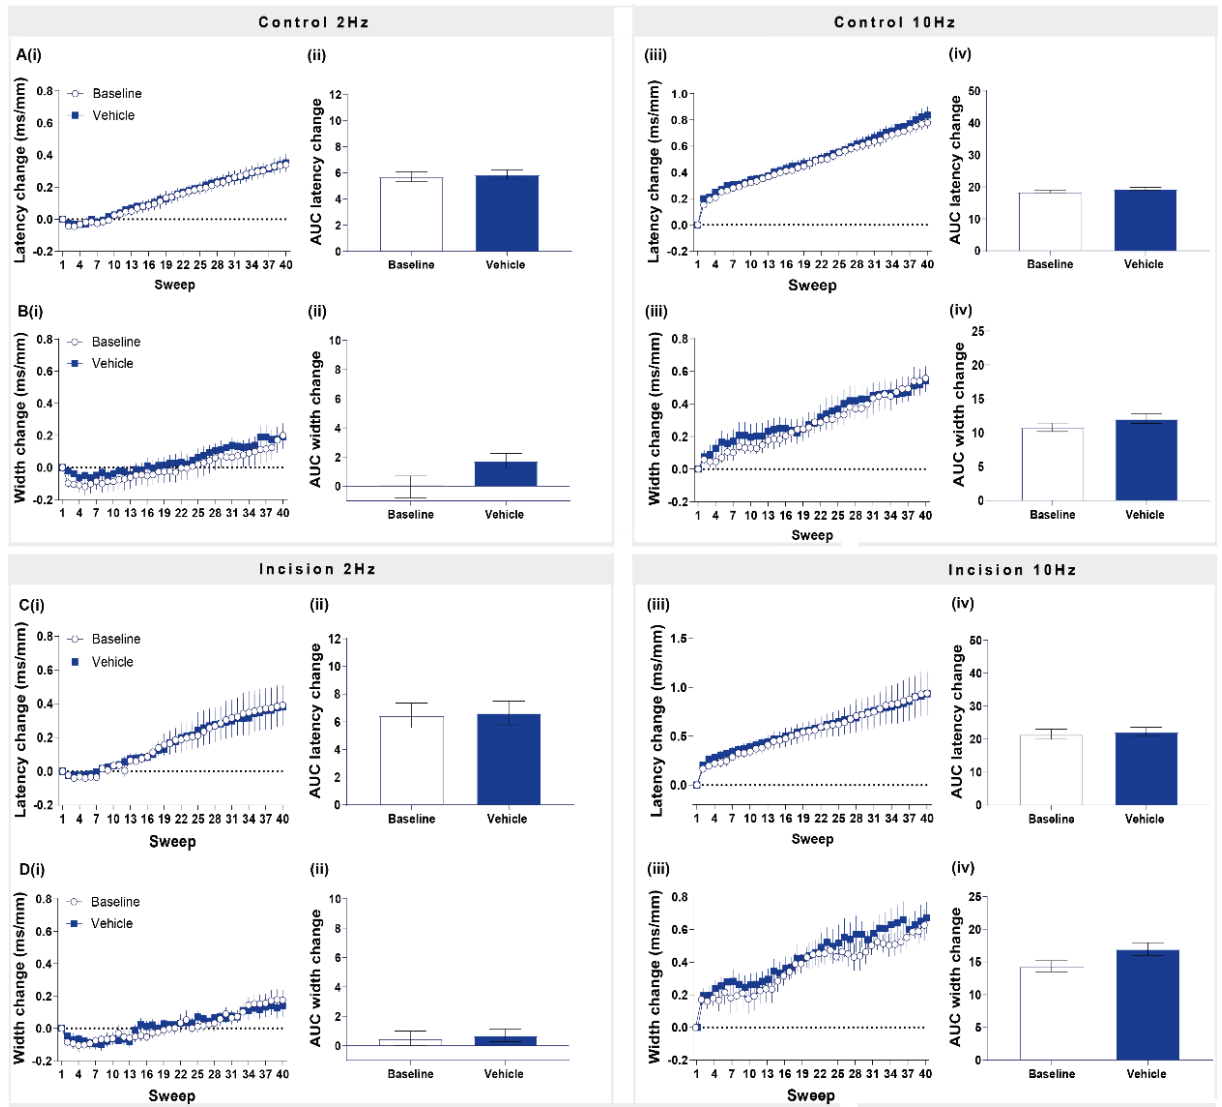 Control 2Hz
A(i)
(ii)
Latency change (ms/mm)
0.8
0.6
0.4
0.2
0.0
-0.2
Baseline
Vehicle
1 4 7 10 13 16 19 22 25 28 31 34 37 40
Sweep
AUC latency change
12
10
8
6
4
2
0
Baseline Vehicle
B(i)
(ii)
Width change (ms/mm)
0.8
0.6
0.4
0.2
0.0
-0.2
Baseline
Vehicle
1 4 7 10 13 16 19 22 25 28 31 34 37 40
Sweep
AUC width change
10
8
6
4
2
0
Baseline Vehicle
Control 10Hz
(iii)
(iv)
Latency change (ms/mm)
1.0
0.8
0.6
0.4
0.2
0.0
-0.2
1 4 7 10 13 16 19 22 25 28 31 34 37 40
Sweep
AUC latency change
50
40
30
20
10
0
Baseline Vehicle
(iii)
(iv)
Width change (ms/mm)
0.8
0.6
0.4
0.2
0.0
-0.2
1 4 7 10 13 16 19 22 25 28 31 34 37 40
Sweep
AUC width change
25
20
15
10
5
0
Baseline Vehicle
Incision 2Hz
C(i)
(ii)
Latency change (ms/mm)
0.8
0.6
0.4
0.2
0.0
-0.2
Baseline
Vehicle
1 4 7 10 13 16 19 22 25 28 31 34 37 40
Sweep
AUC latency change
12
10
8
6
4
2
0
Baseline Vehicle
D(i)
(ii)
Width change (ms/mm)
0.8
0.6
0.4
0.2
0.0
-0.2
Baseline
Vehicle
1 4 7 10 13 16 19 22 25 28 31 34 37 40
Sweep
AUC width change
10
8
6
4
2
0
Baseline Vehicle
Incision 10Hz
(iii)
(iv)
Latency change (ms/mm)
1.5
1.0
0.5
0.0
1 4 7 10 13 16 19 22 25 28 31 34 37 40
Sweep
AUC latency change
50
40
30
20
10
0
Baseline Vehicle
(iii)
(iv)
Width change (ms/mm)
0.8
0.6
0.4
0.2
0.0
-0.2
1 4 7 10 13 16 19 22 25 28 31 34 37 40
Sweep
AUC width change
25
20
15
10
5
0
Baseline Vehicle